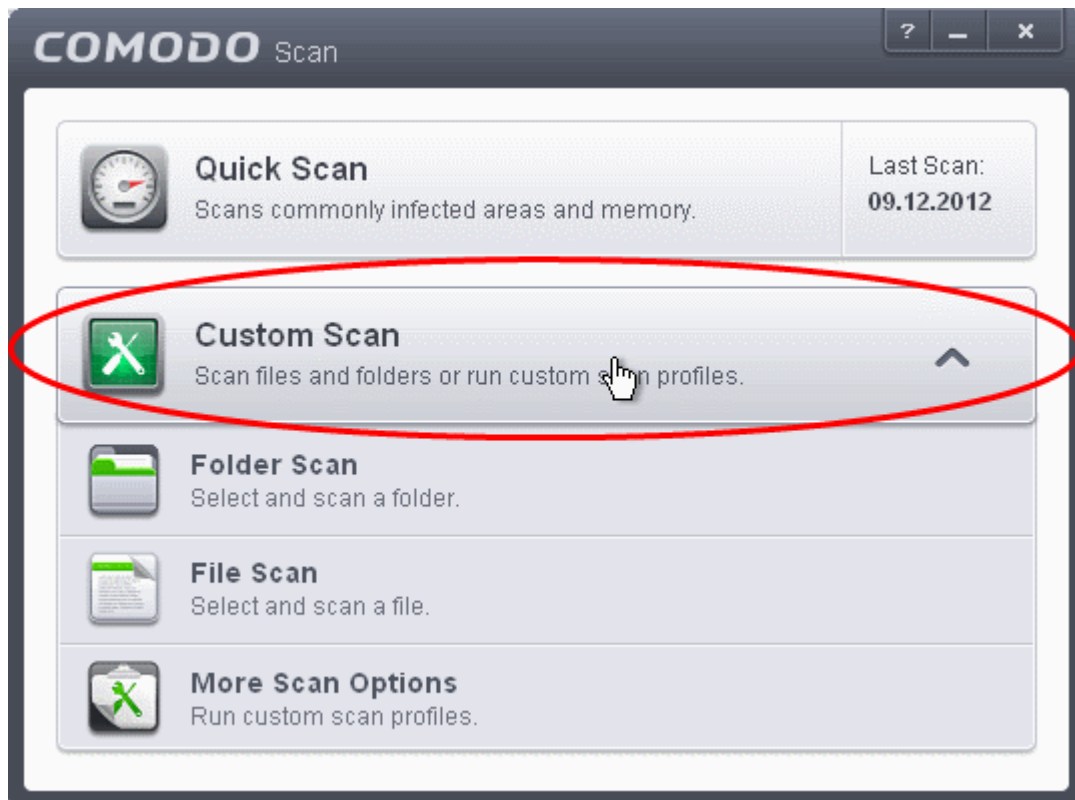 COMODO Scan
?
Quick Scan
Scans commonly infected areas and memory.
Last Scan:
09.12.2012
Custom Scan
Scan files and folders or run custom scan profiles.
Folder Scan
Select and scan a folder.
File Scan
Select and scan a file.
More Scan Options
Run custom scan profiles.